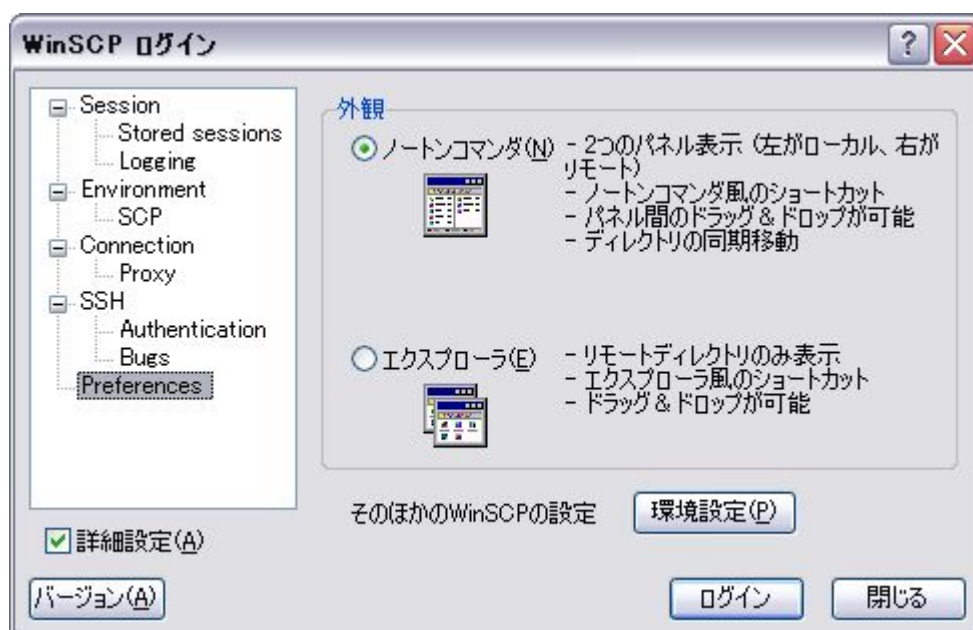 WinSCP ログイン
Session
Stored sessions
Logging
Environment
SCP
Connection
Proxy
SSH
Authentication
Bugs
Preferences
詳細設定(A)
バージョン(A)
外観
ノートンコマンダ(N)
- 2つのパネル表示 (左がローカル、右が
リモート)
- ノートンコマンダ風のショートカット
- パネル間のドラッグ&ドロップが可能
- ディレクトリの同期移動
エクスプローラ(E)
- リモートディレクトリのみ表示
- エクスプローラ風のショートカット
- ドラッグ&ドロップが可能
そのほかのWinSCPの設定
環境設定(P)
ログイン
閉じる